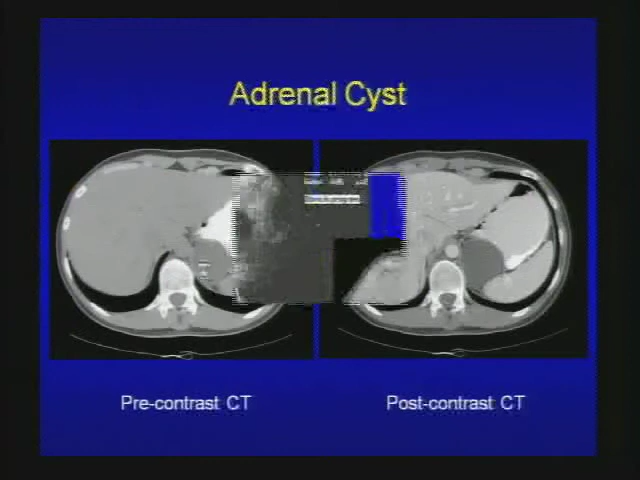 Adrenal Cyst
Pre-contrast CT
Post-contrast CT